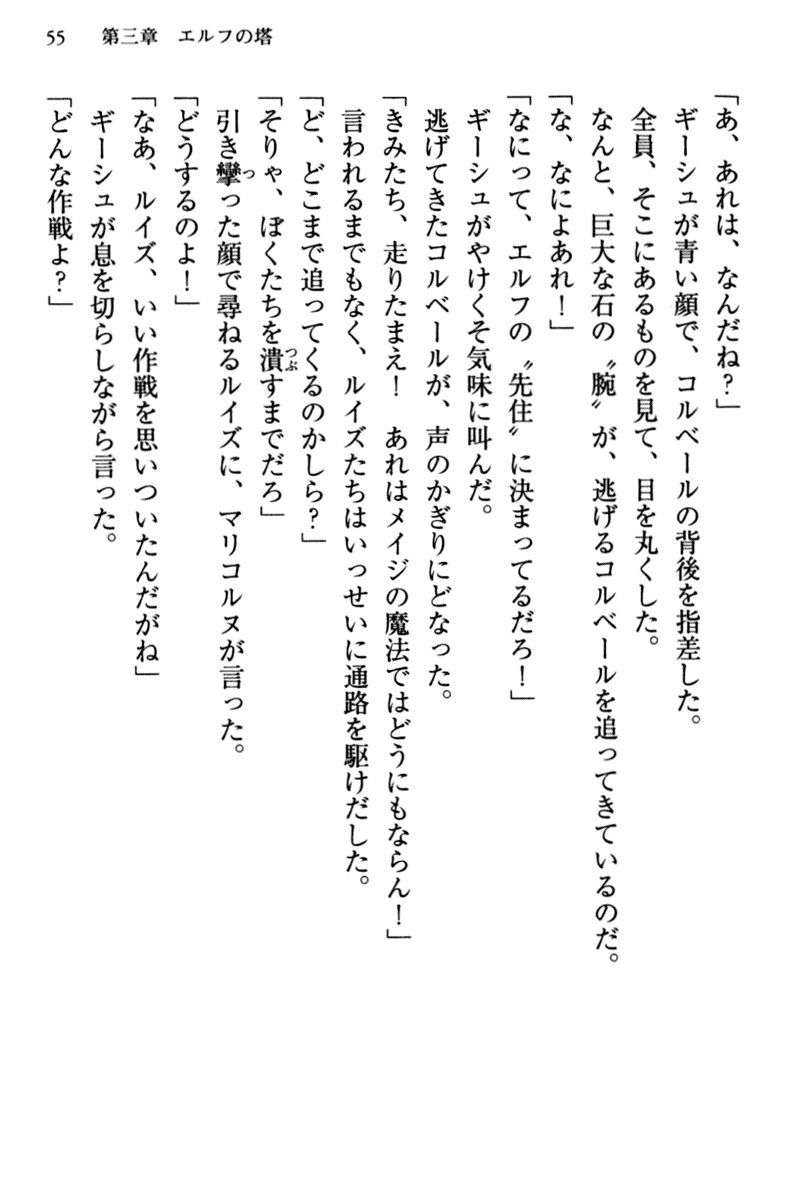 55　第三章　エルフの塔
「あ、あれは、なんだね？」
ギーシュが青い顔で、コルベールの背後を指差した。
全員、そこにあるものを見て、目を丸くした。
なんと、巨大な石の〝腕〟が、逃げるコルベールを追ってきているのだ。
「な、なによあれ！」
「なにって、エルフの〝先住〟に決まってるだろ！」
ギーシュがやけくそ気味に叫んだ。
逃げてきたコルベールが、声のかぎりにどなった。
「きみたち、走りたまえ！　あれはメイジの魔法ではどうにもならん！」
言われるまでもなく、ルイズたちはいっせいに通路を駆けだした。
「ど、どこまで追ってくるのかしら？」
「そりゃ、ぼくたちを潰すまでだろ」
引き攣った顔で尋ねるルイズに、マリコルヌが言った。
「どうするのよ！」
「なあ、ルイズ、いい作戦を思いついたんだがね」
ギーシュが息を切らしながら言った。
「どんな作戦よ？」